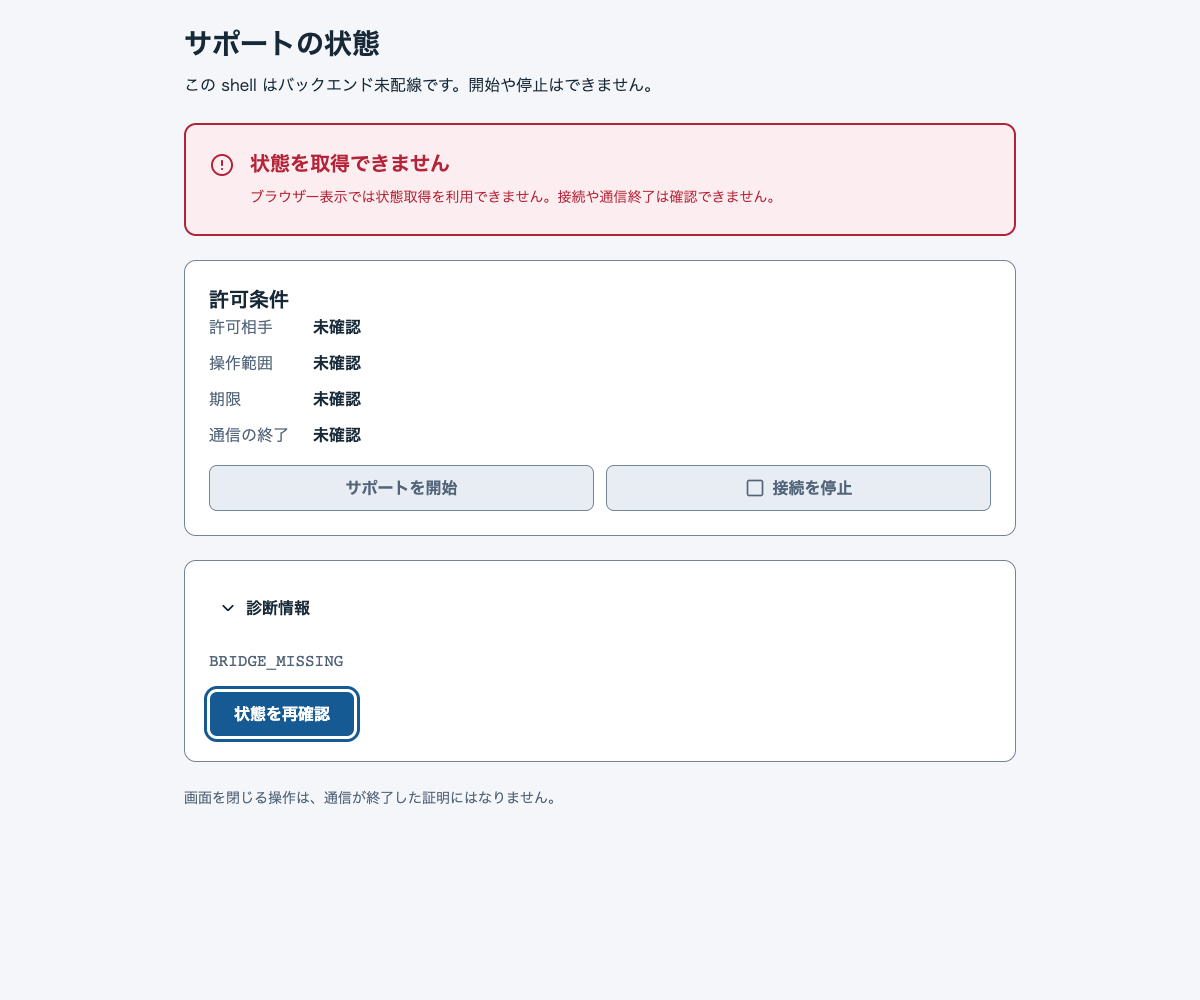 サポートの状態
この shell はバックエンド未配線です。開始や停止はできません。
状態を取得できません
ブラウザー表示では状態取得を利用できません。接続や通信終了は確認できません。
許可条件
許可相手 未確認
操作範囲 未確認
期限 未確認
通信の終了 未確認
サポートを開始 接続を停止
診断情報
BRIDGE_MISSING
状態を再確認
画面を閉じる操作は、通信が終了した証明にはなりません。